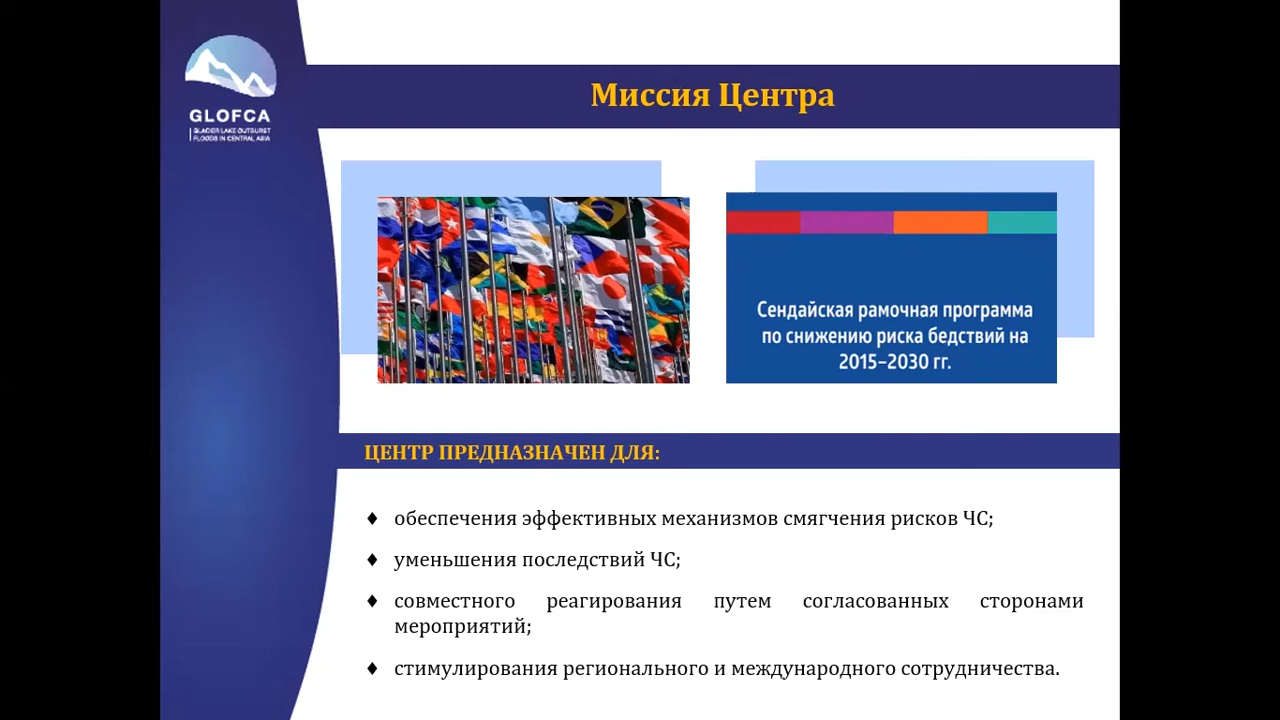 GLOFCA
GLACIER LAKE OUTBURST
FLOODS IN CENTRAL ASIA
Миссия Центра
Сендайская рамочная программа
по снижению риска бедствий на
2015–2030 гг.
ЦЕНТР ПРЕДНАЗНАЧЕН ДЛЯ:
♦ обеспечения эффективных механизмов смягчения рисков ЧС;
♦ уменьшения последствий ЧС;
♦ совместного реагирования путем согласованных сторонами
мероприятий;
♦ стимулирования регионального и международного сотрудничества.